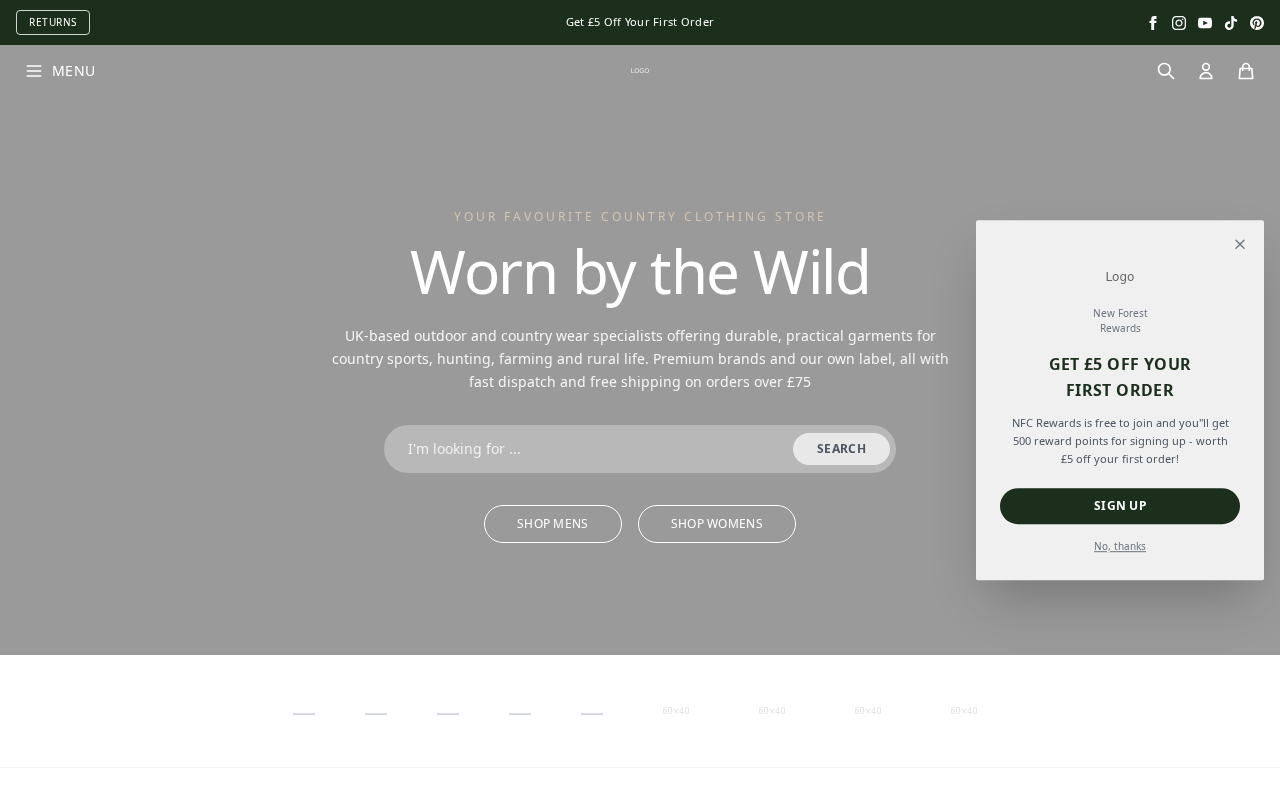 RETURNS
Get £5 Off Your First Order
MENU
LOGO
YOUR FAVOURITE COUNTRY CLOTHING STORE
Worn by the Wild
UK-based outdoor and country wear specialists offering durable, practical garments for
country sports, hunting, farming and rural life. Premium brands and our own label, all with
fast dispatch and free shipping on orders over £75
I'm looking for ...
SEARCH
SHOP MENS
SHOP WOMENS
Logo
New Forest
Rewards
GET £5 OFF YOUR
FIRST ORDER
NFC Rewards is free to join and you"ll get
500 reward points for signing up - worth
£5 off your first order!
SIGN UP
No, thanks
60×40
60×40
60×40
60×40